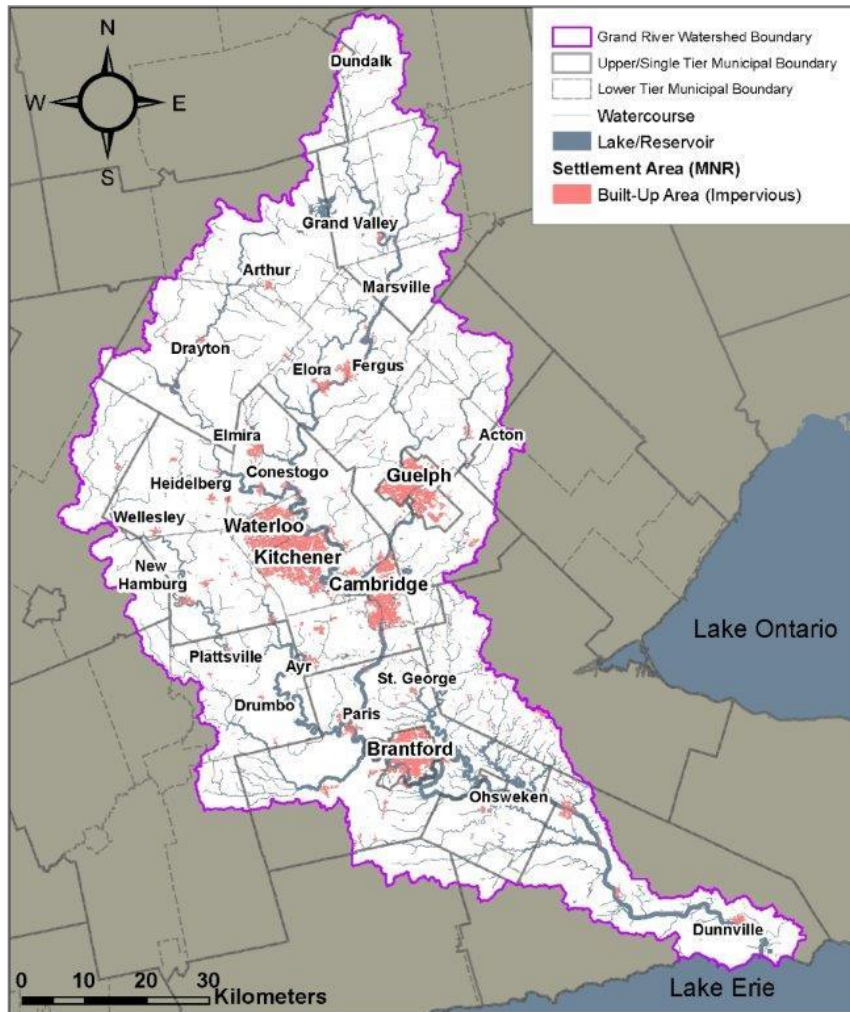 N
W E
S
Grand River Watershed Boundary
Upper/Single Tier Municipal Boundary
Lower Tier Municipal Boundary
Watercourse
Lake/Reservoir
Settlement Area (MNR)
Built-Up Area (Impervious)
Dundalk
Grand Valley
Arthur
Marsville
Drayton
Elora
Fergus
Elmira
Acton
Conestogo
Guelph
Heidelberg
Wellesley
Waterloo
Kitchener
New
Hamburg
Cambridge
Lake Ontario
Plattsville
Ayr
St. George
Drumbo
Paris
Brantford
Ohsweken
Dunnville
0 10 20 30
Kilometers
Lake Erie